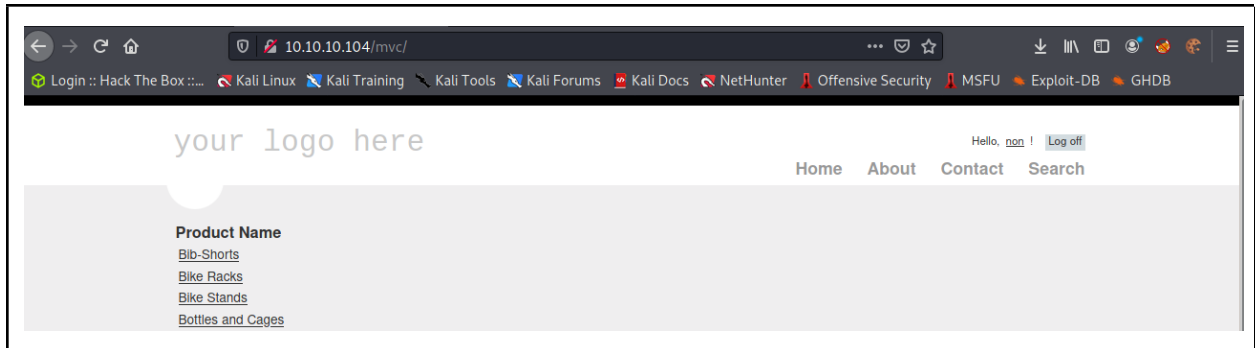 10.10.10.104/mvc/
Login :: Hack The Box ::... Kali Linux Kali Training Kali Tools Kali Forums Kali Docs NetHunter Offensive Security MSFU Exploit-DB GHDB
your logo here
Hello, non ! Log off
Home About Contact Search
Product Name
Bib-Shorts
Bike Racks
Bike Stands
Bottles and Cages